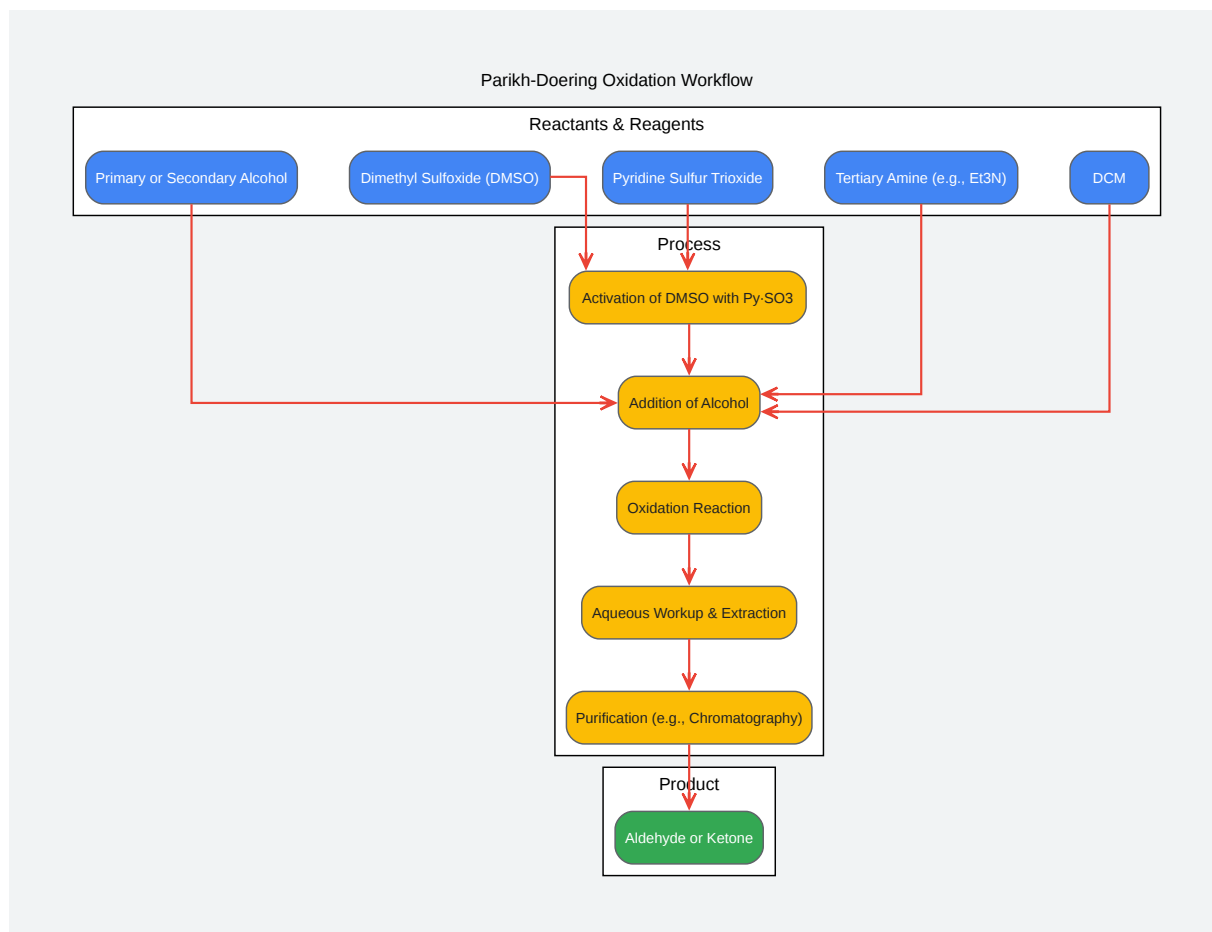 Parikh-Doering Oxidation Workflow
Reactants & Reagents
Primary or Secondary Alcohol
Dimethyl Sulfoxide (DMSO)
Pyridine Sulfur Trioxide
Tertiary Amine (e.g., Et3N)
DCM
Process
Activation of DMSO with Py·SO3
Addition of Alcohol
Oxidation Reaction
Aqueous Workup & Extraction
Purification (e.g., Chromatography)
Product
Aldehyde or Ketone